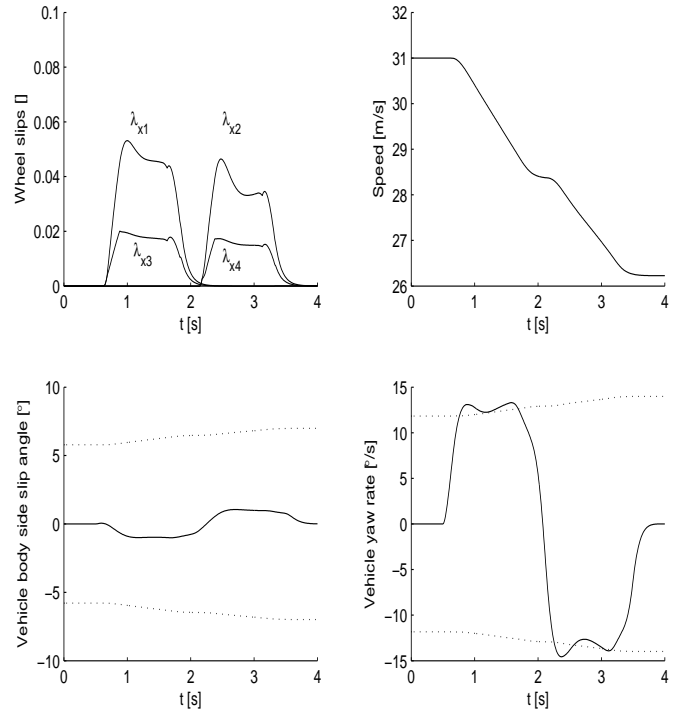 0.1
0.08
0.06
0.04
0.02
0
Wheel slips []
λx1
λx2
λx3
λx4
0 1 2 3 4
t [s]
32
31
30
29
28
27
26
Speed [m/s]
0 1 2 3 4
t [s]
10
5
0
−5
−10
Vehicle body side slip angle [°]
0 1 2 3 4
t [s]
15
10
5
0
−5
−10
−15
Vehicle yaw rate [°/s]
0 1 2 3 4
t [s]